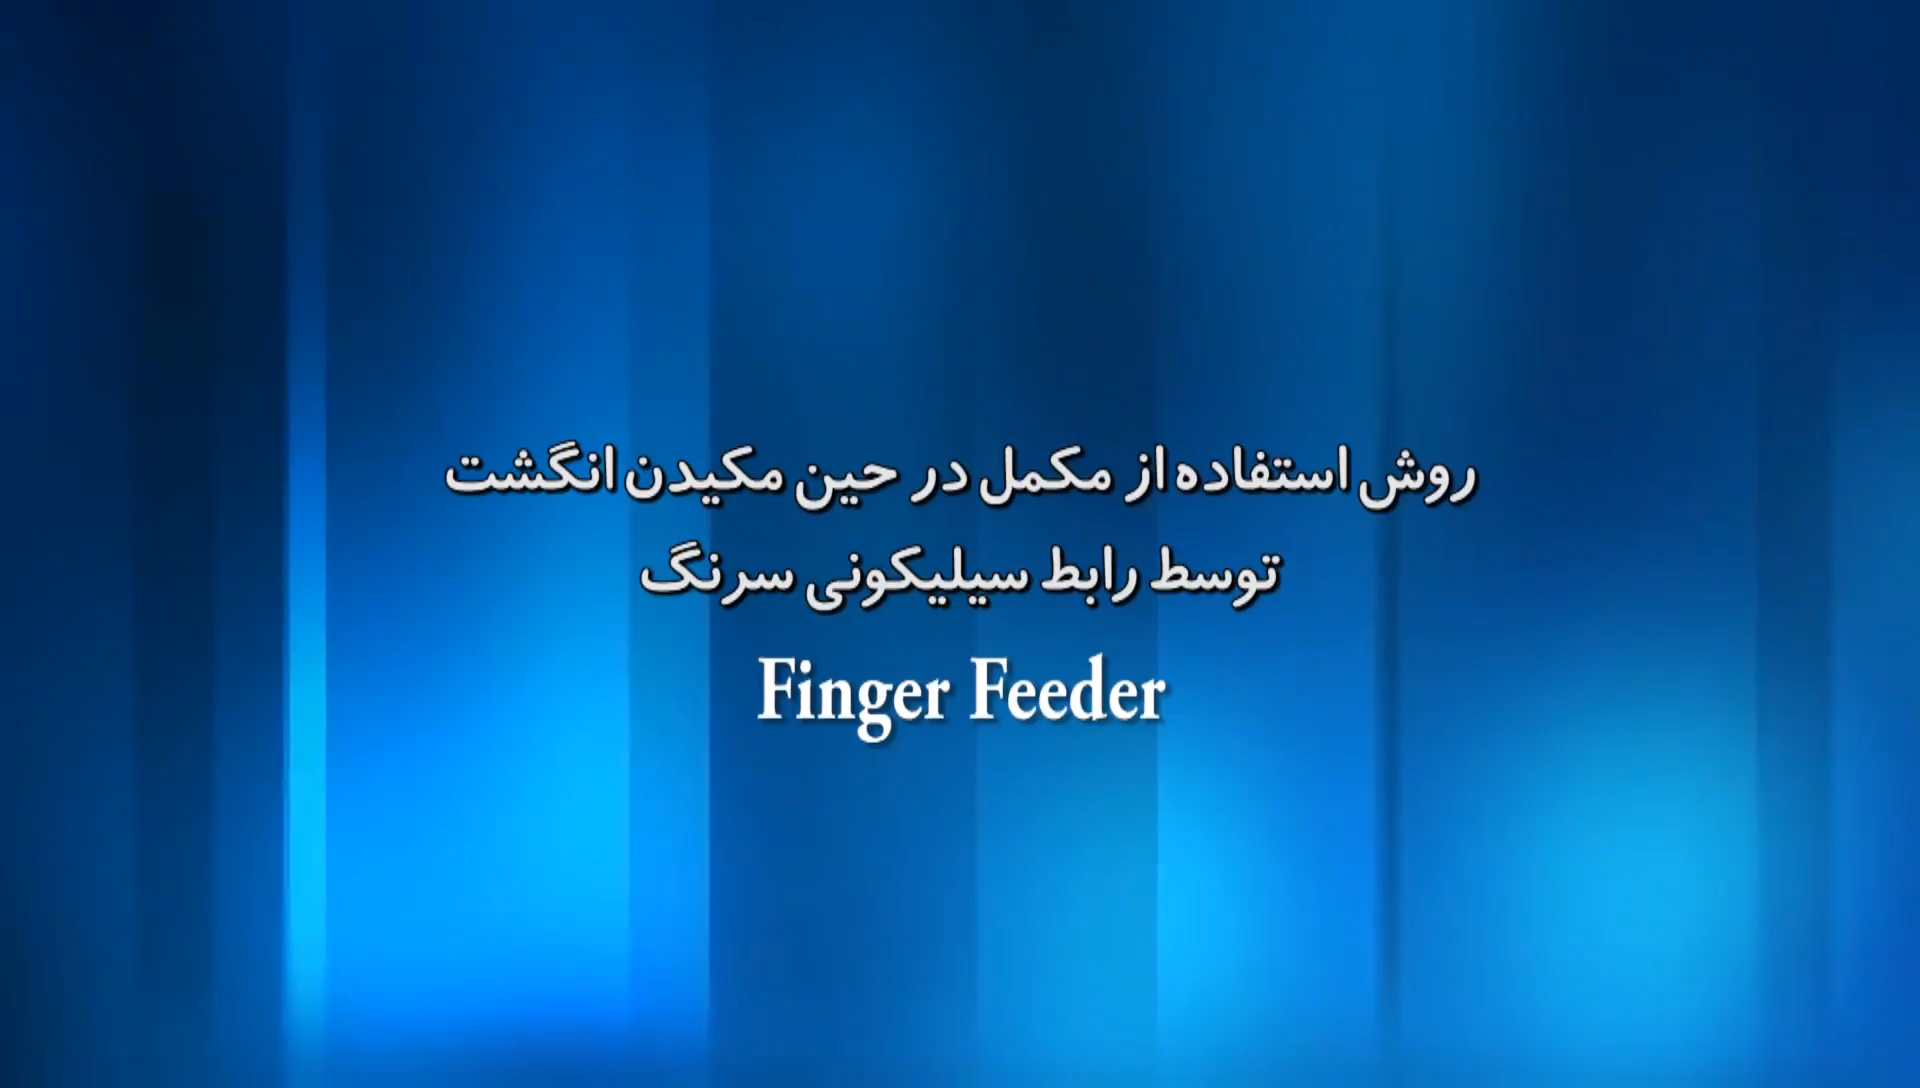 روش استفاده از مکمل در حین مکیدن انگشت
توسط رابط سیلیکونی سرنگ
Finger Feeder